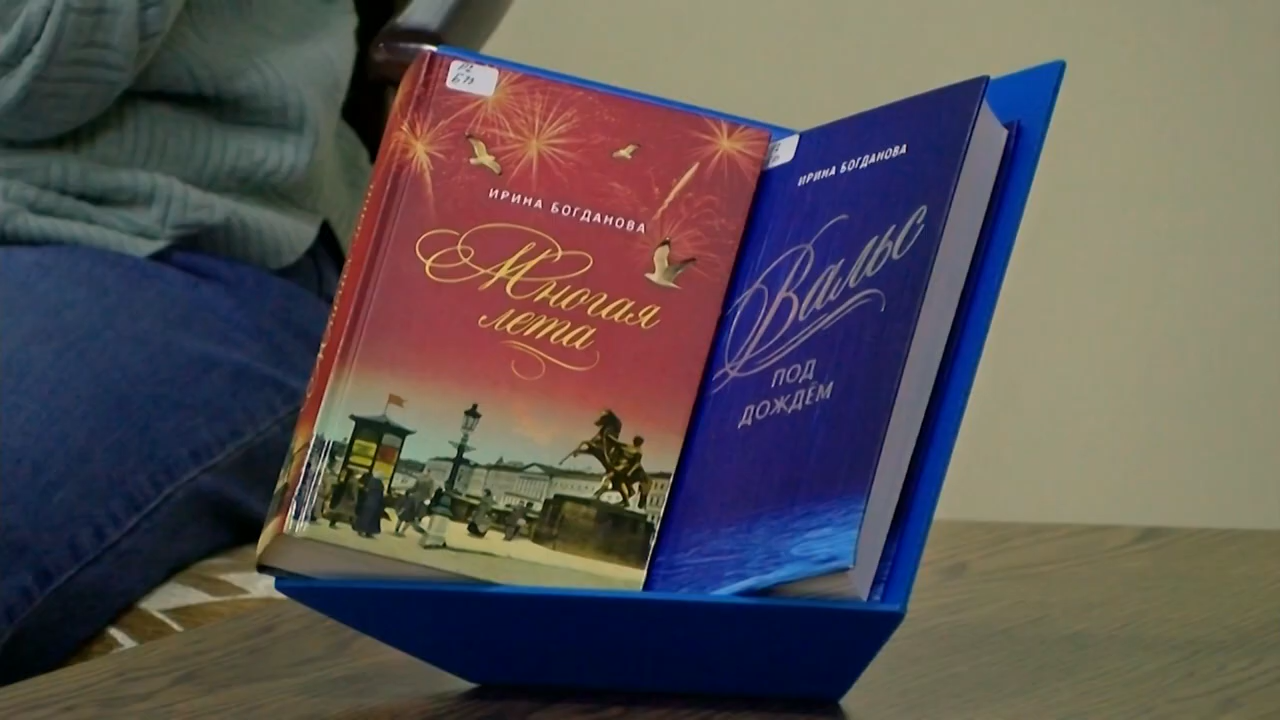 ИРИНА БОГДАНОВА
Многая
лета
ИРИНА БОГДАНОВА
Вальс
ПОД
ДОЖДЁМ